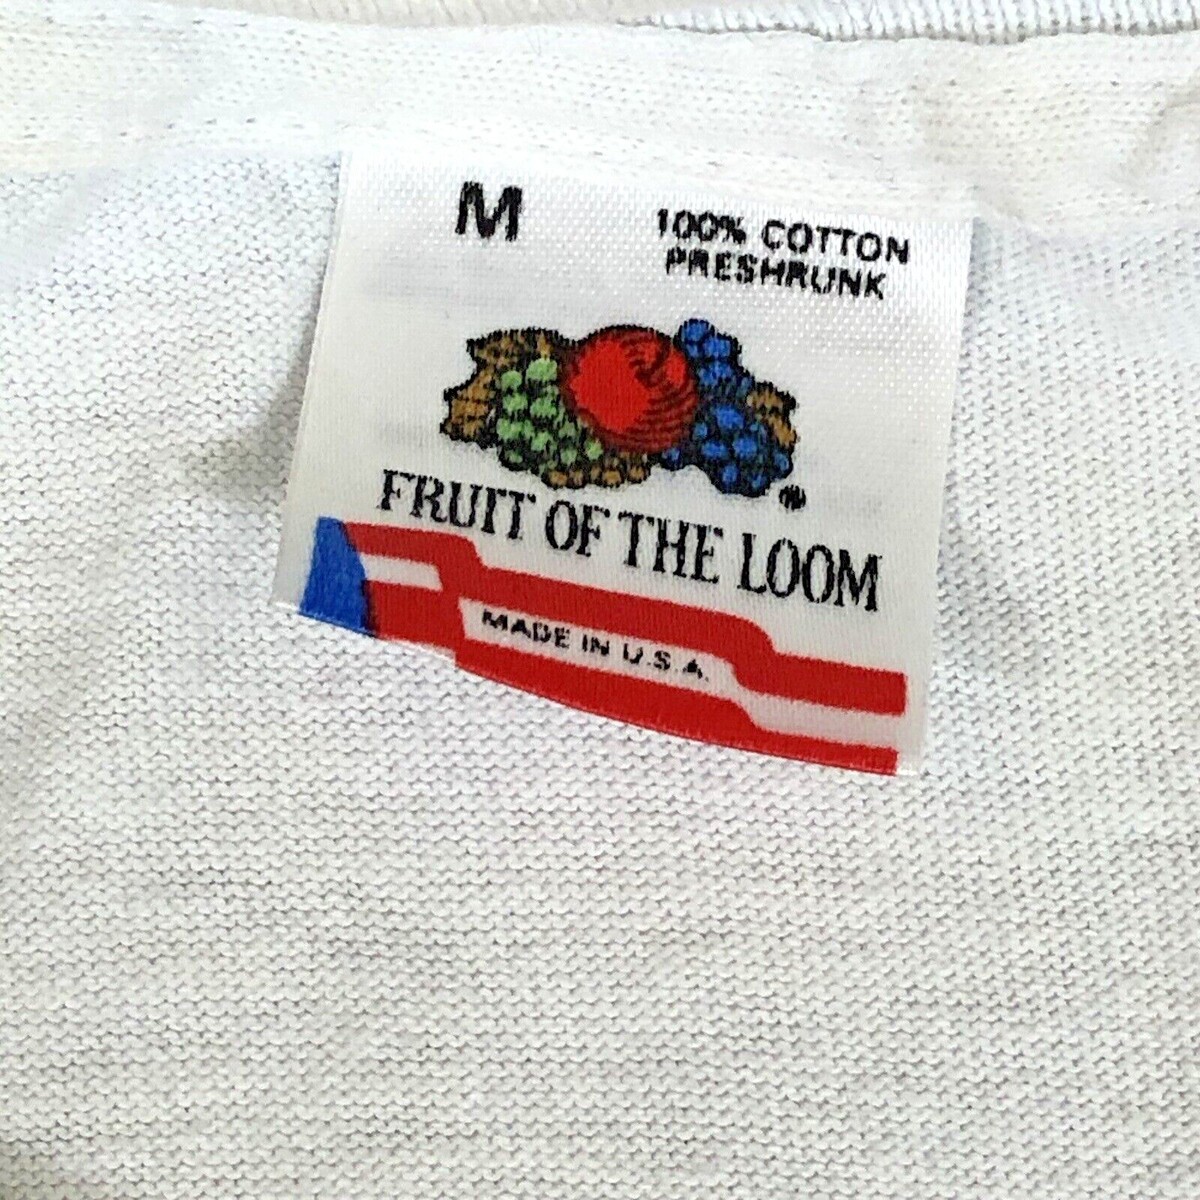 M
100% COTTON
PRESHRUNK
®
FRUIT OF THE LOOM
MADE IN U.S.A.